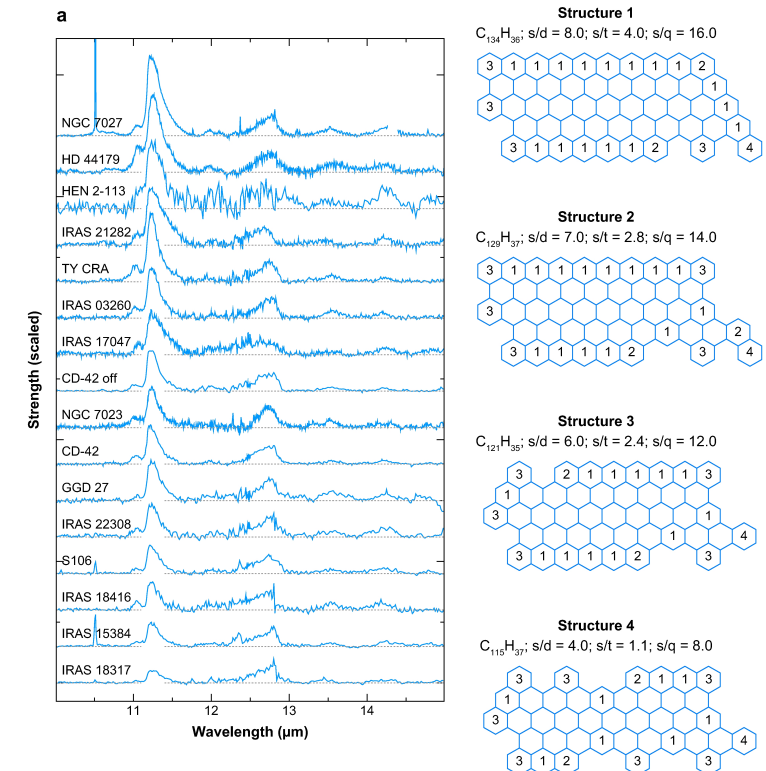 a
NGC 7027
HD 44179
HEN 2-113
IRAS 21282
TY CRA
IRAS 03260
IRAS 17047
CD-42 off
NGC 7023
CD-42
GGD 27
IRAS 22308
S106
IRAS 18416
IRAS 15384
IRAS 18317
Strength (scaled)
11 12 13 14
Wavelength (μm)
Structure 1
C134H36; s/d = 8.0; s/t = 4.0; s/q = 16.0
3 1 1 1 1 1 1 1 1 2
1
3 1
1
3 1 1 1 1 1 2 3 4
Structure 2
C129H37; s/d = 7.0; s/t = 2.8; s/q = 14.0
3 1 1 1 1 1 1 1 1 3
3 1
1 2
3 1 1 1 1 2 3 4
Structure 3
C121H35; s/d = 6.0; s/t = 2.4; s/q = 12.0
3 2 1 1 1 1 1 3
1
3 1
1 4
3 1 1 1 1 2 3
Structure 4
C115H37; s/d = 4.0; s/t = 1.1; s/q = 8.0
3 3 2 1 1 3
1 1
3 1
1 1 4
3 1 2 3 3